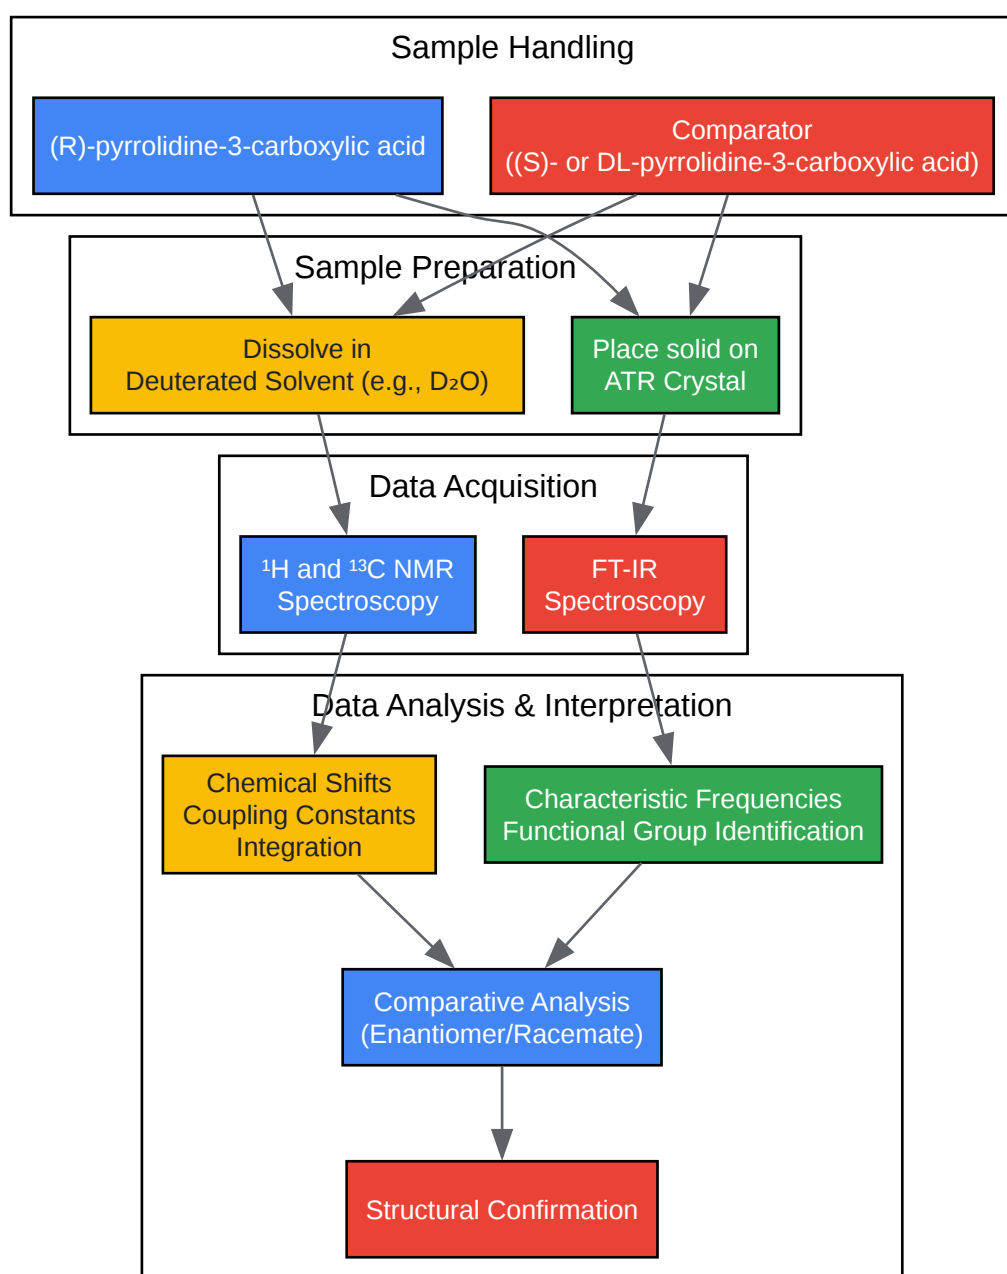 Sample Handling
(R)-pyrrolidine-3-carboxylic acid
Comparator
((S)- or DL-pyrrolidine-3-carboxylic acid)
Sample Preparation
Dissolve in
Deuterated Solvent (e.g., D₂O)
Place solid on
ATR Crystal
Data Acquisition
¹H and ¹³C NMR
Spectroscopy
FT-IR
Spectroscopy
Data Analysis & Interpretation
Chemical Shifts
Coupling Constants
Integration
Characteristic Frequencies
Functional Group Identification
Comparative Analysis
(Enantiomer/Racemate)
Structural Confirmation